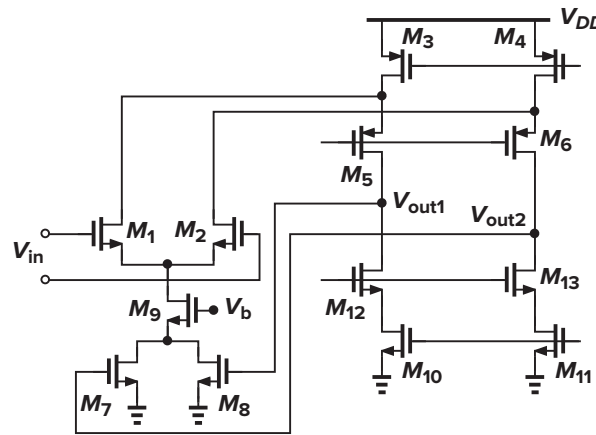 V_DD
M_3
M_4
M_5
M_6
V_out1
V_out2
V_in
M_1
M_2
M_9
V_b
M_12
M_13
M_7
M_8
M_10
M_11